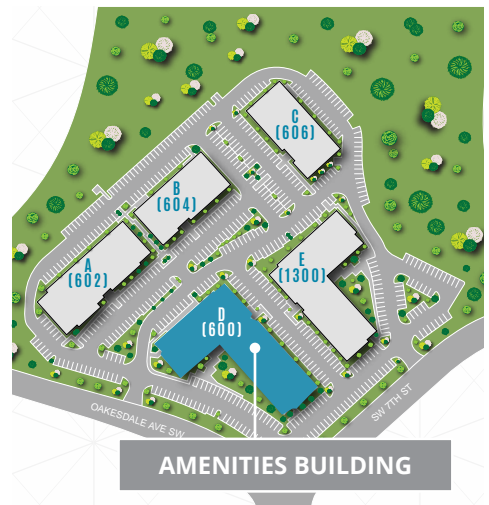 C
(606)
B
(604)
A
(602)
E
(1300)
D
(600)
OAKESDALE AVE SW
SW 7TH ST
AMENITIES BUILDING